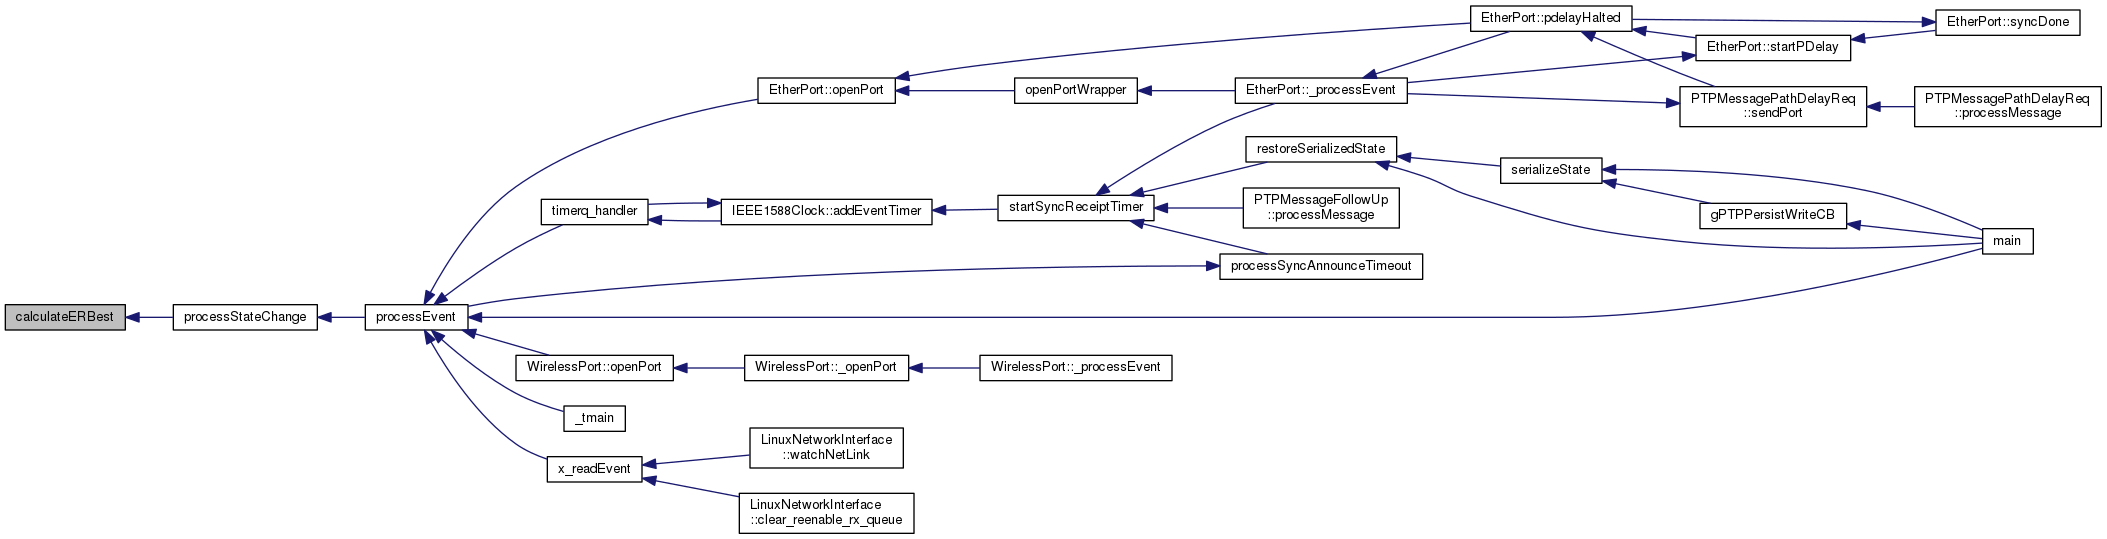 EtherPort::pdelayHalted
EtherPort::syncDone
EtherPort::startPDelay
EtherPort::openPort
openPortWrapper
EtherPort::_processEvent
PTPMessagePathDelayReq
::sendPort
PTPMessagePathDelayReq
::processMessage
restoreSerializedState
serializeState
timerq_handler
IEEE1588Clock::addEventTimer
startSyncReceiptTimer
PTPMessageFollowUp
::processMessage
gPTPPersistWriteCB
main
processSyncAnnounceTimeout
calculateERBest
processStateChange
processEvent
WirelessPort::openPort
WirelessPort::_openPort
WirelessPort::_processEvent
_tmain
x_readEvent
LinuxNetworkInterface
::watchNetLink
LinuxNetworkInterface
::clear_reenable_rx_queue